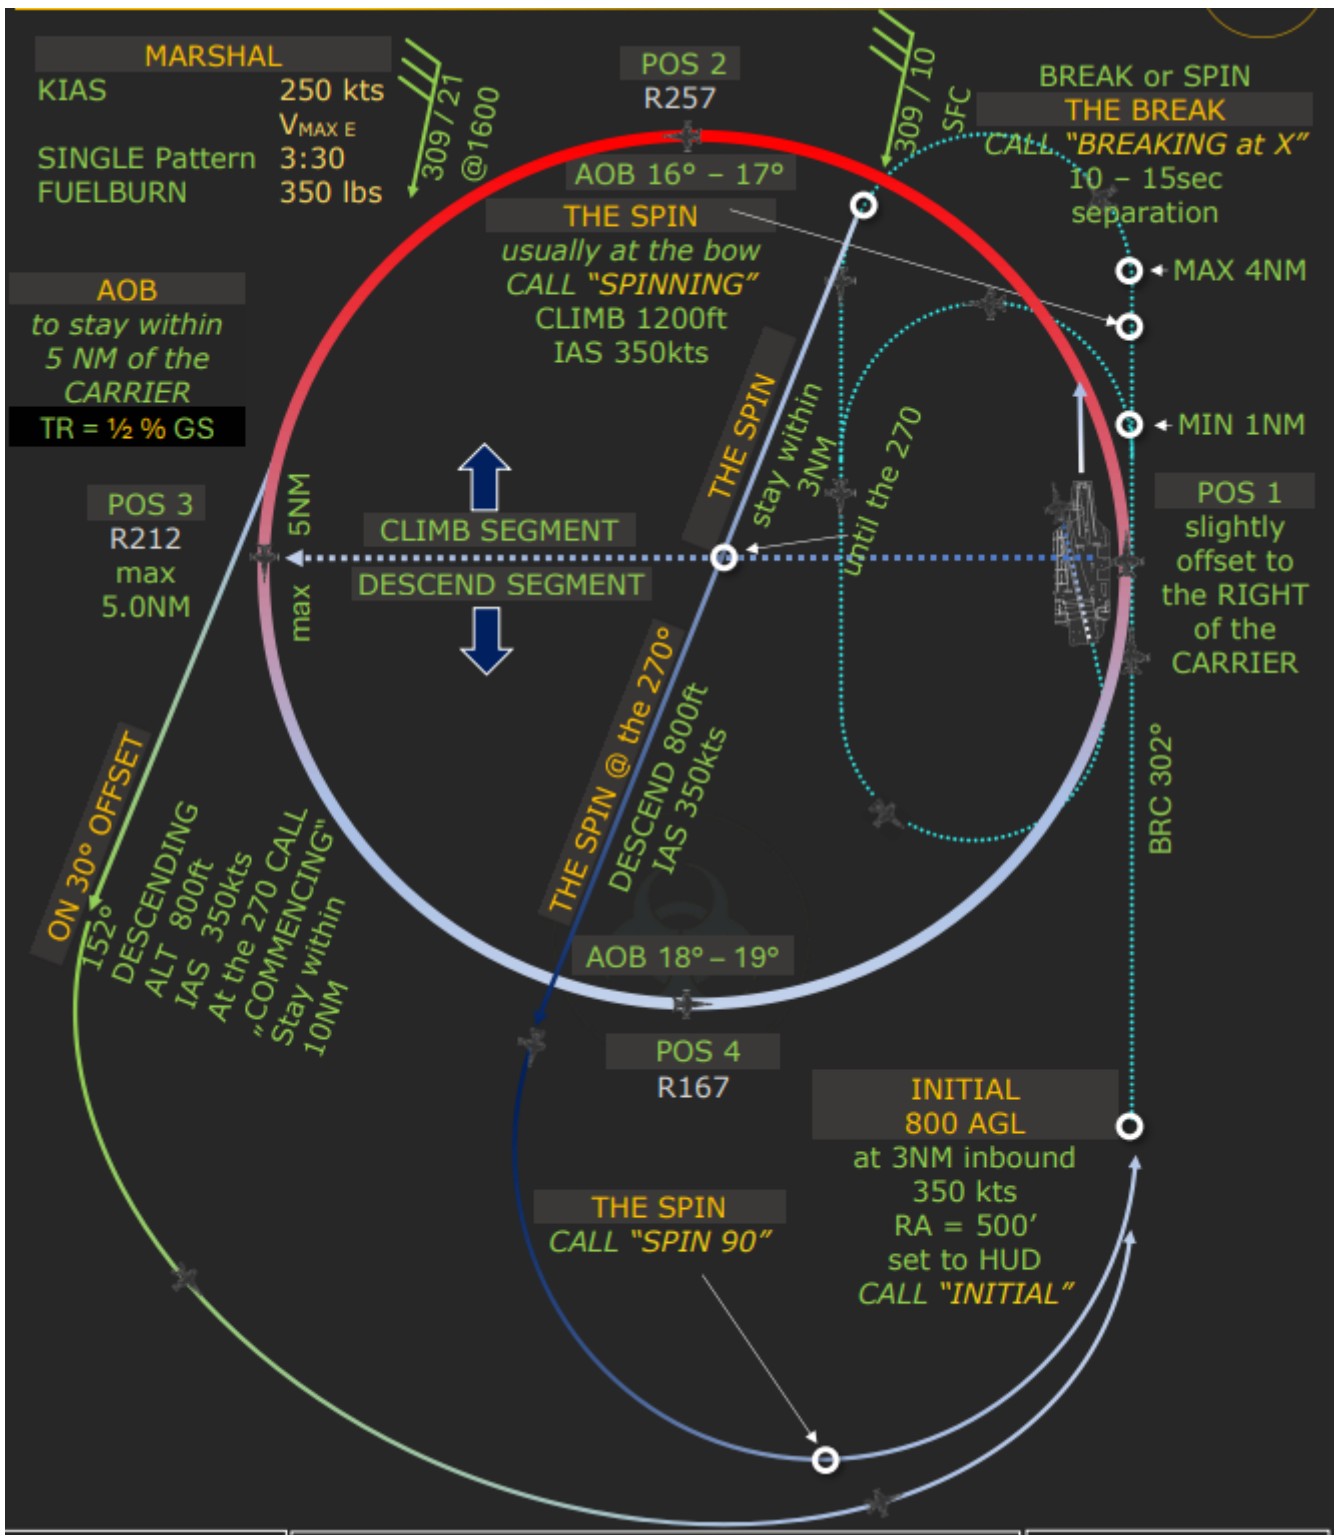 MARSHAL
KIAS 250 kts
VMAX E
SINGLE Pattern 3:30
FUELBURN 350 lbs
309 / 21
@1600
POS 2
R257
AOB 16° – 17°
309 / 10
SFC
BREAK or SPIN
THE BREAK
CALL “BREAKING at X”
10 – 15sec
separation
THE SPIN
usually at the bow
CALL “SPINNING”
CLIMB 1200ft
IAS 350kts
MAX 4NM
MIN 1NM
AOB
to stay within
5 NM of the
CARRIER
TR = ½ % GS
POS 3
R212
max
5.0NM
max 5NM
CLIMB SEGMENT
DESCEND SEGMENT
THE SPIN
stay within
3NM
until the 270
POS 1
slightly
offset to
the RIGHT
of the
CARRIER
BRC 302°
THE SPIN @ the 270°
DESCEND 800ft
IAS 350kts
ON 30° OFFSET
152°
DESCENDING
ALT 800ft
IAS 350kts
At the 270 CALL
„COMMENCING“
Stay within
10NM
AOB 18° – 19°
POS 4
R167
INITIAL
800 AGL
at 3NM inbound
350 kts
RA = 500’
set to HUD
CALL “INITIAL”
THE SPIN
CALL “SPIN 90”